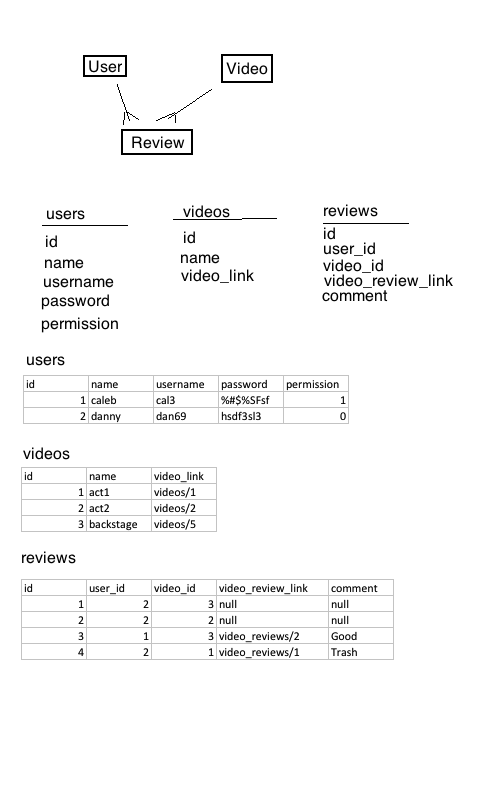 User
Video
Review
users
id
name
username
password
permission
videos
id
name
video_link
reviews
id
user_id
video_id
video_review_link
comment
users
id name username password permission
1 caleb cal3 %#$%SFsf 1
2 danny dan69 hsdf3sl3 0
videos
id name video_link
1 act1 videos/1
2 act2 videos/2
3 backstage videos/5
reviews
id user_id video_id video_review_link comment
1 2 3 null null
2 2 2 null null
3 1 3 video_reviews/2 Good
4 2 1 video_reviews/1 Trash